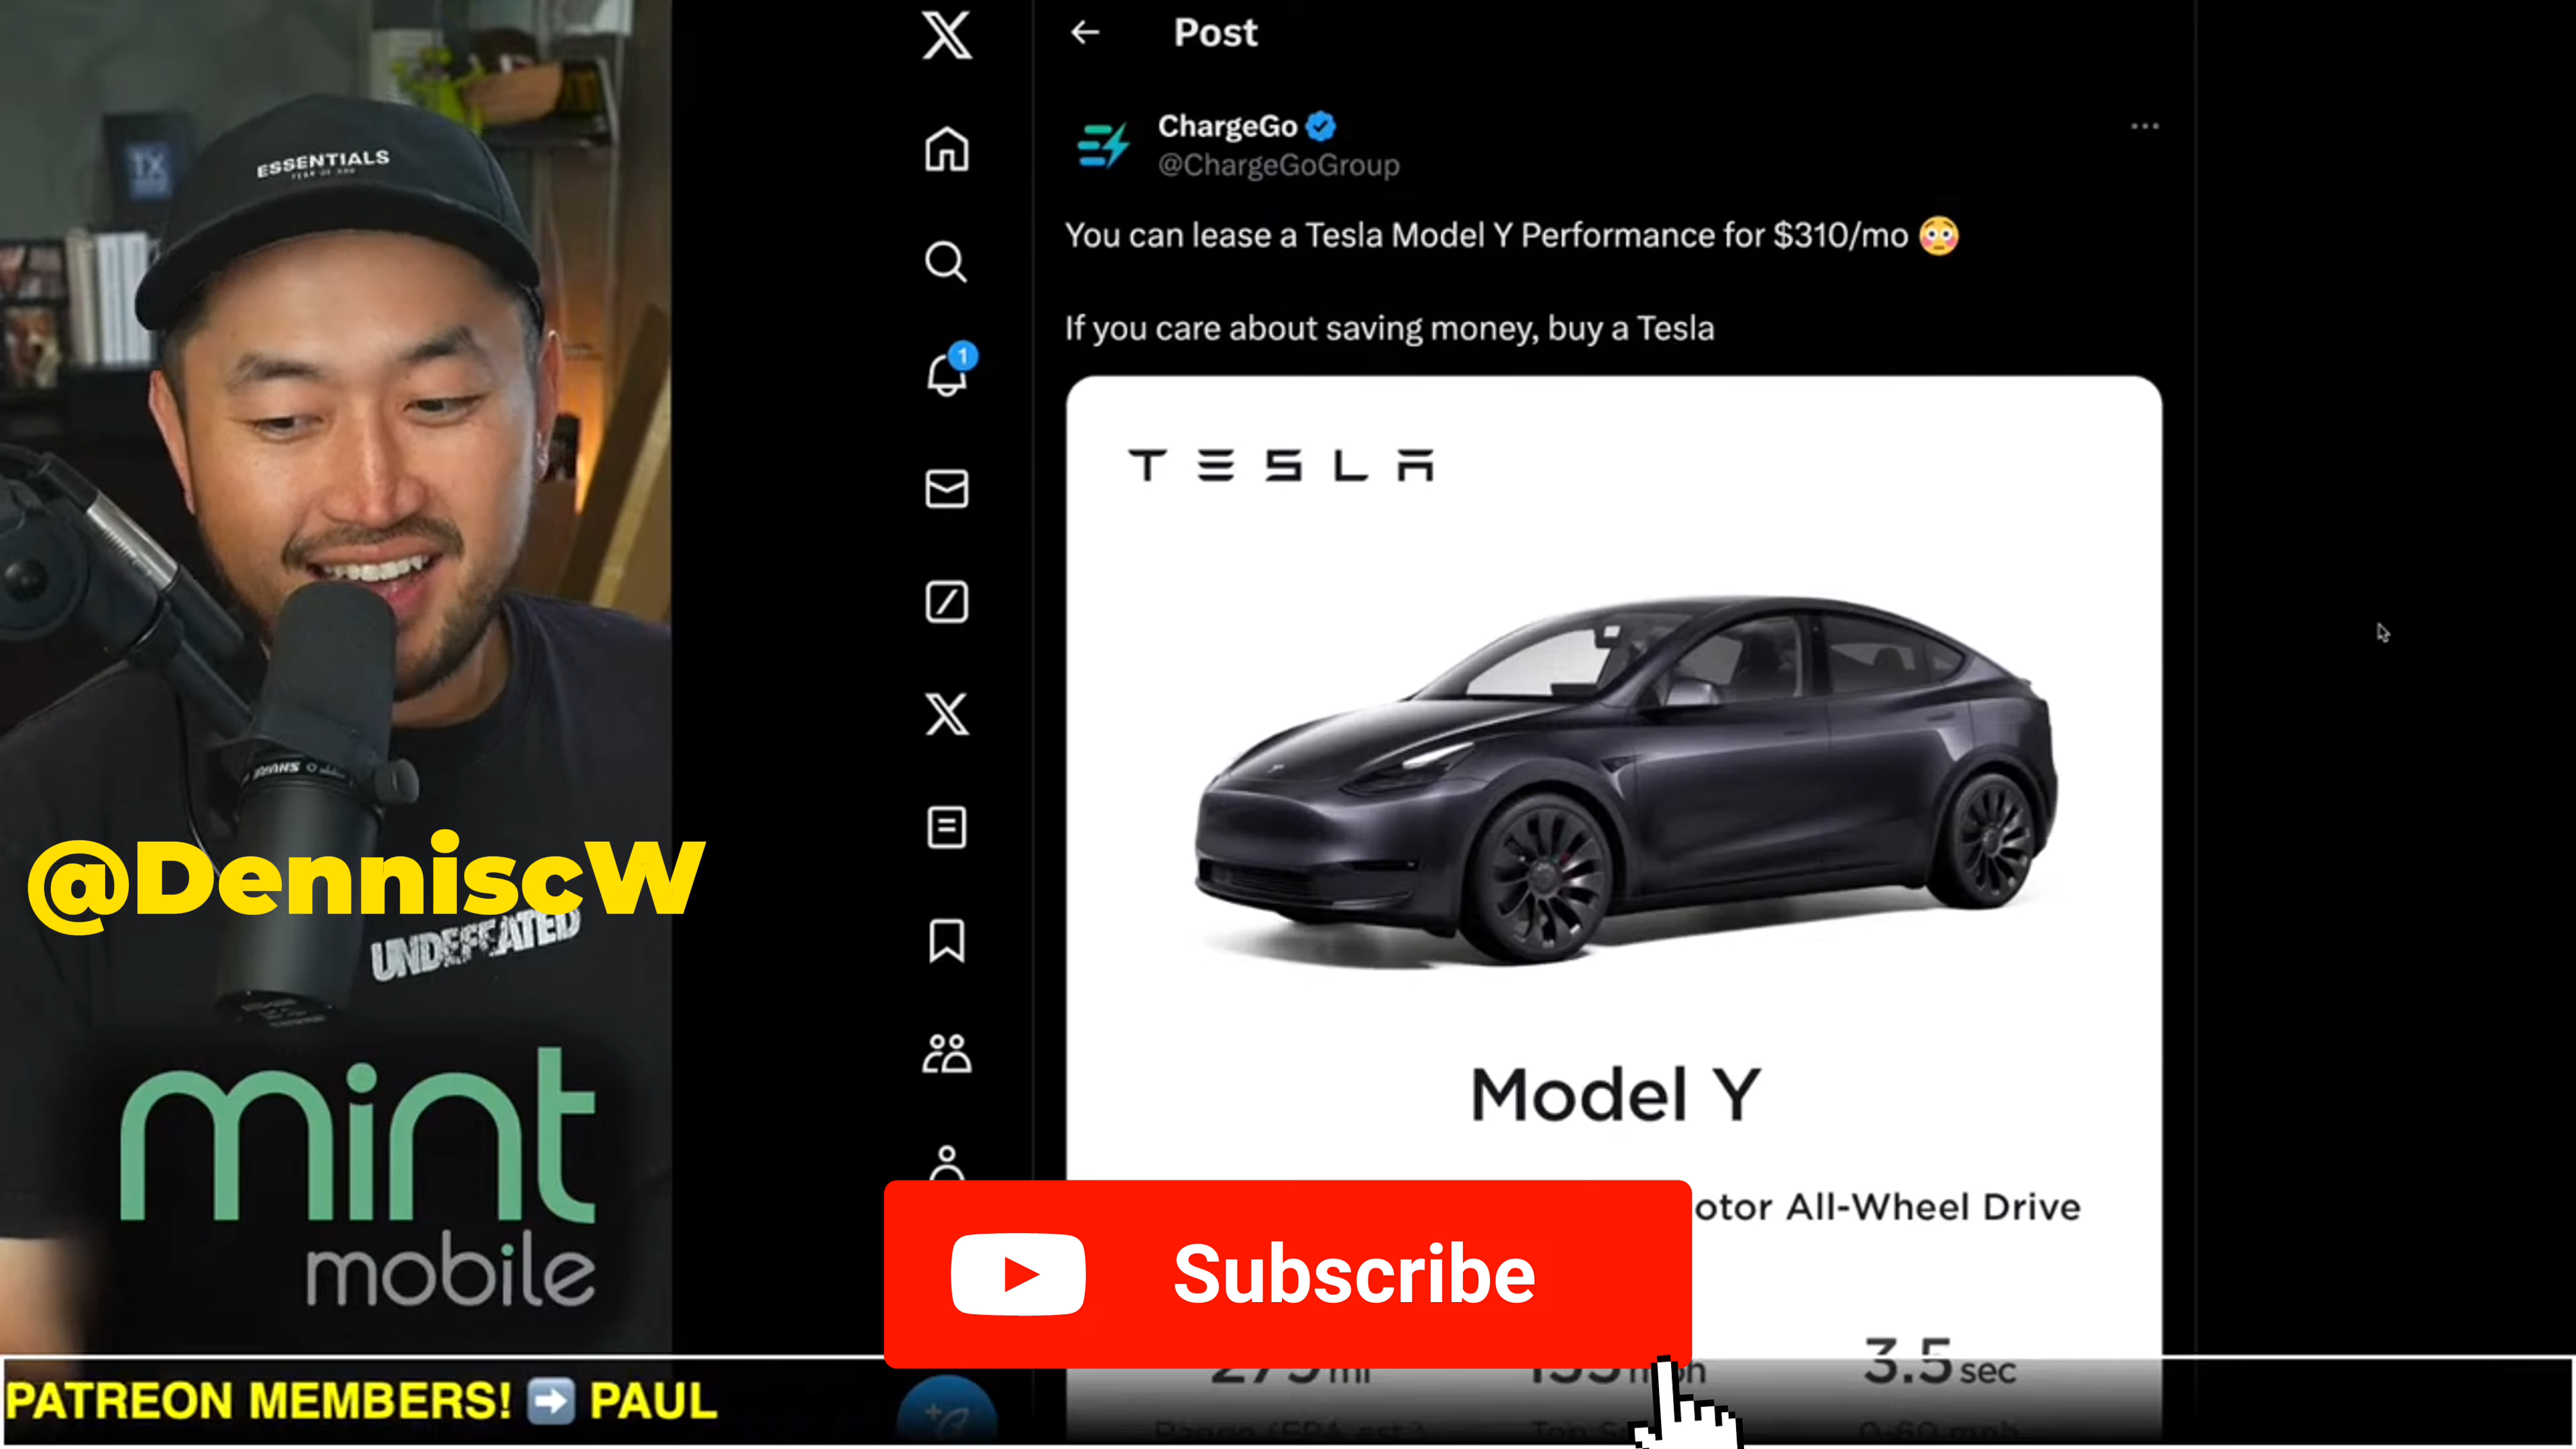 Post
ChargeGo
@ChargeGoGroup
You can lease a Tesla Model Y Performance for $310/mo 😳
If you care about saving money, buy a Tesla
1
TESLA
Model Y
otor All-Wheel Drive
3.5 sec
Subscribe
ESSENTIALS
TX
@DenniscW
UNDEFEATED
mint
mobile
PATREON MEMBERS! ➡️ PAUL